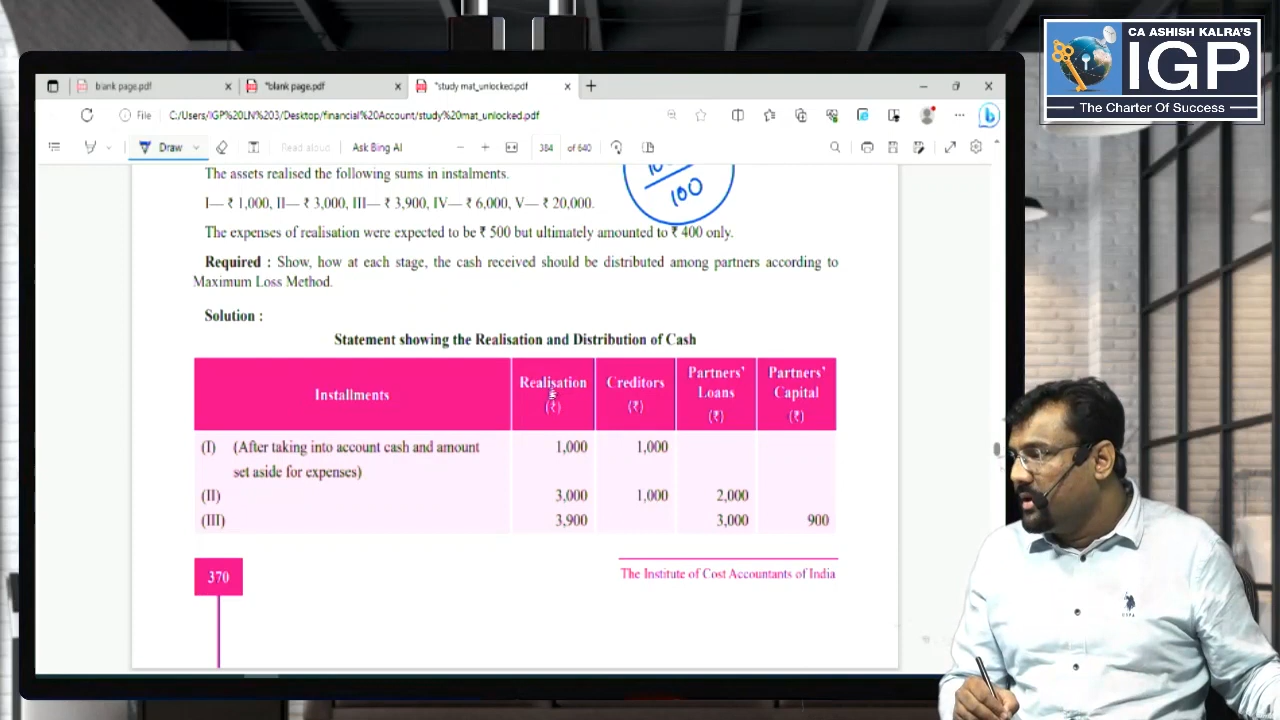 CA ASHISH KALRA'S
IGP
The Charter Of Success
blank page.pdf
*blank page.pdf
*study mat_unlocked.pdf
File
C:/Users/IGP%20LN%203/Desktop/financial%20Account/study%20mat_unlocked.pdf
Draw
Read aloud
Ask Bing AI
384
of 640
100
The assets realised the following sums in instalments.
I— ₹ 1,000, II— ₹ 3,000, III— ₹ 3,900, IV— ₹ 6,000, V— ₹ 20,000.
The expenses of realisation were expected to be ₹ 500 but ultimately amounted to ₹ 400 only.
Required : Show, how at each stage, the cash received should be distributed among partners according to
Maximum Loss Method.
Solution :
Statement showing the Realisation and Distribution of Cash
Installments Realisation (₹) Creditors (₹) Partners' Loans (₹) Partners' Capital (₹)
(I) (After taking into account cash and amount 1,000 1,000
set aside for expenses)
(II) 3,000 1,000 2,000
(III) 3,900 3,000 900
370
The Institute of Cost Accountants of India